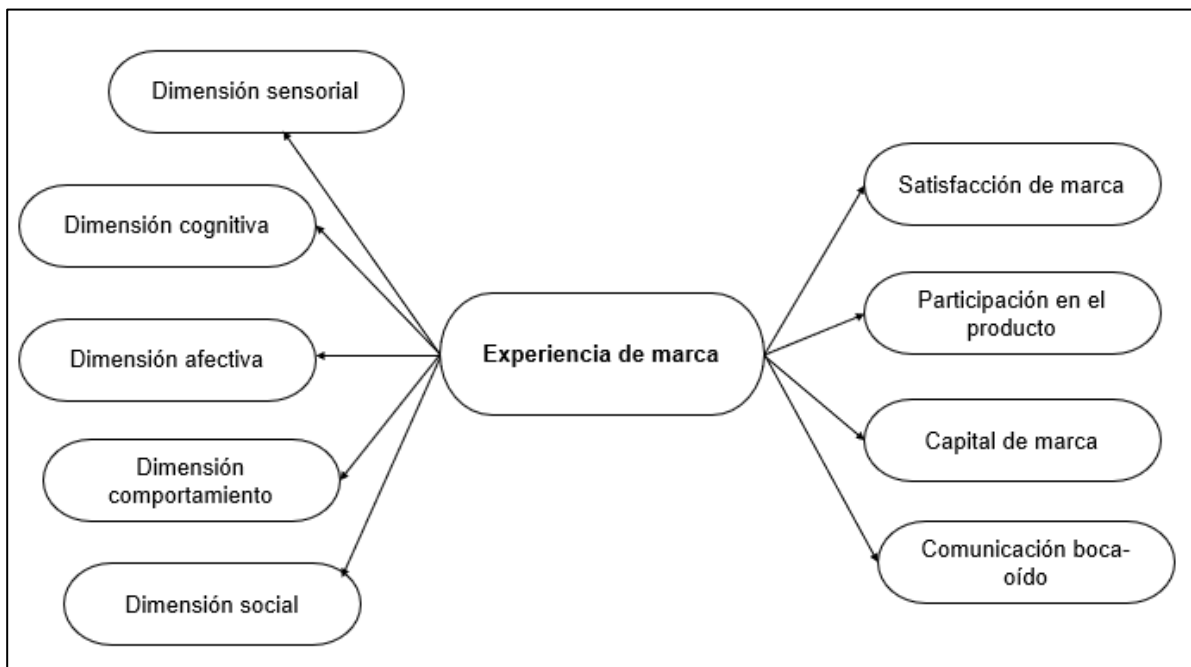 Dimensión sensorial
Dimensión cognitiva
Dimensión afectiva
Dimensión
comportamiento
Dimensión social
Experiencia de marca
Satisfacción de marca
Participación en el
producto
Capital de marca
Comunicación boca-
oído